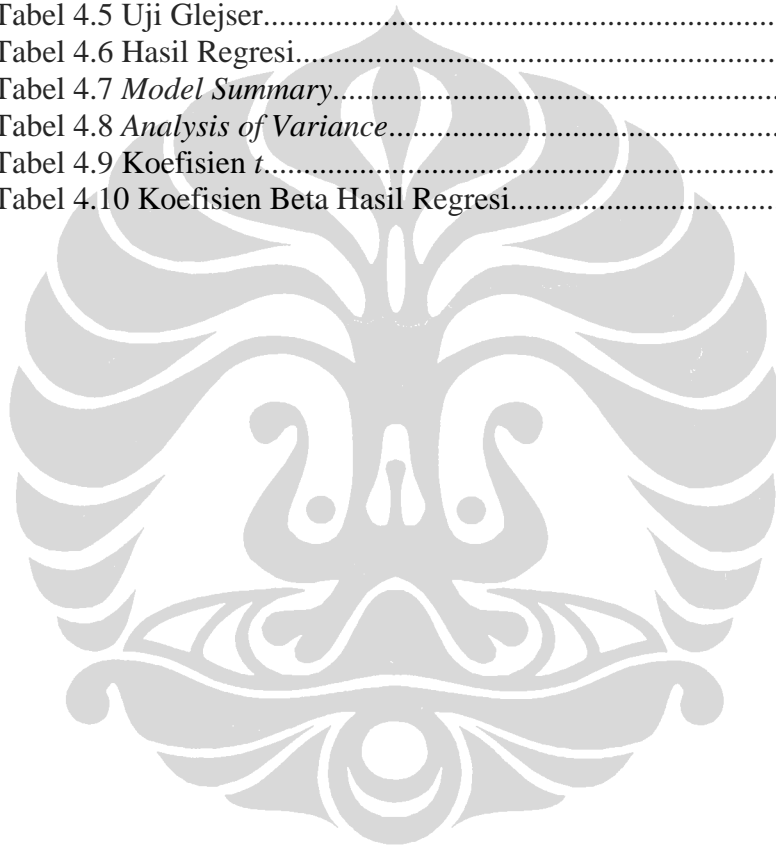 Tabel 4.5 Uji Glejser.......................................................................
Tabel 4.6 Hasil Regresi...................................................................
Tabel 4.7 Model Summary..............................................................
Tabel 4.8 Analysis of Variance.......................................................
Tabel 4.9 Koefisien t.......................................................................
Tabel 4.10 Koefisien Beta Hasil Regresi.....................................